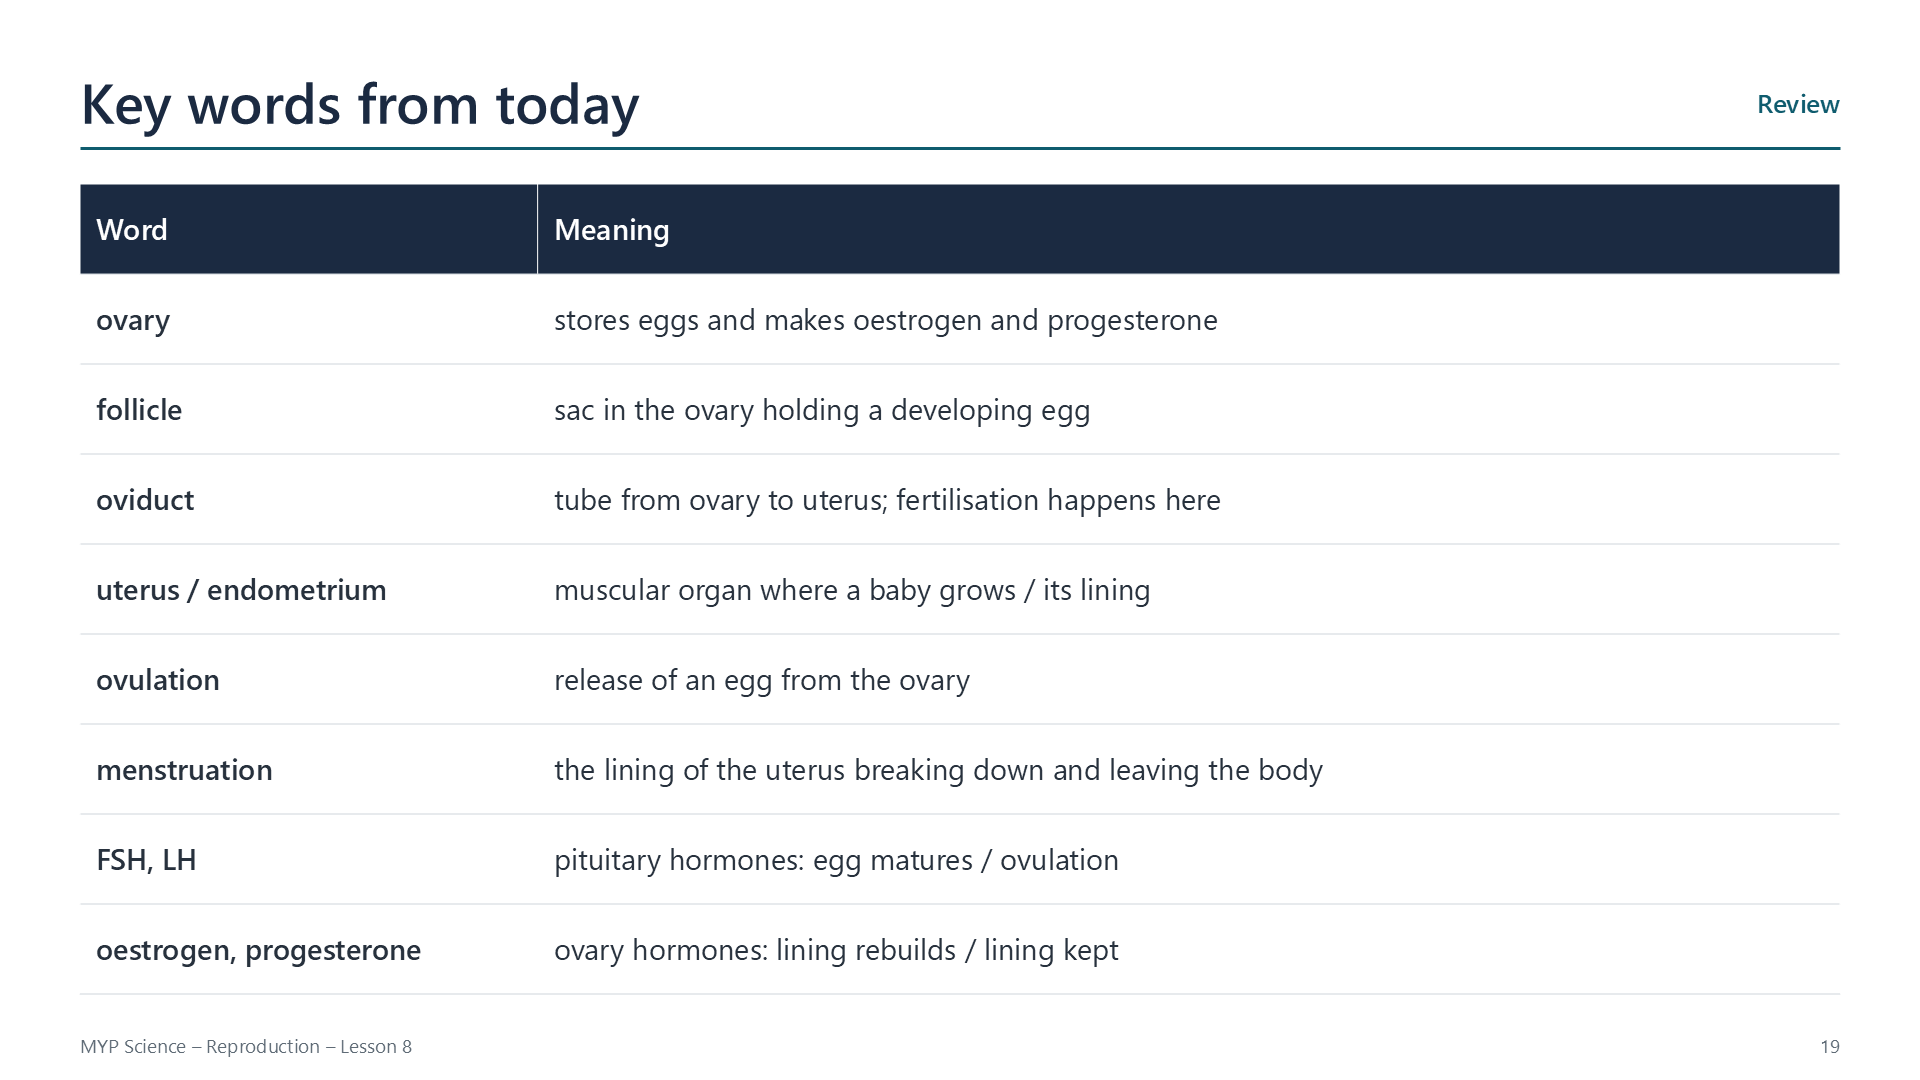 Key words from today
Review
Word Meaning
ovary stores eggs and makes oestrogen and progesterone
follicle sac in the ovary holding a developing egg
oviduct tube from ovary to uterus; fertilisation happens here
uterus / endometrium muscular organ where a baby grows / its lining
ovulation release of an egg from the ovary
menstruation the lining of the uterus breaking down and leaving the body
FSH, LH pituitary hormones: egg matures / ovulation
oestrogen, progesterone ovary hormones: lining rebuilds / lining kept
MYP Science – Reproduction – Lesson 8
19